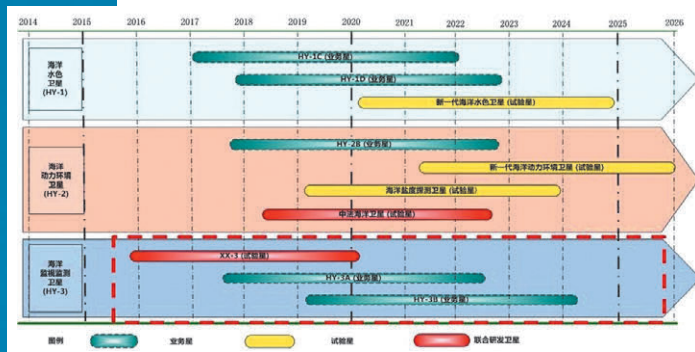 2014 2015 2016 2017 2018 2019 2020 2021 2022 2023 2024 2025 2026
海洋
水色
卫星
(HY-1)
HY-1C (业务星)
HY-1D (业务星)
新一代海洋水色卫星 (试验星)
海洋
动力环境
卫星
(HY-2)
HY-2B (业务星)
新一代海洋动力环境卫星 (试验星)
海洋盐度探测卫星 (试验星)
中法海洋卫星 (试验星)
海洋
监视监测
卫星
(HY-3)
XX-3 (试验星)
HY-3A (业务星)
HY-3B (业务星)
图例 业务星 试验星 联合研发卫星